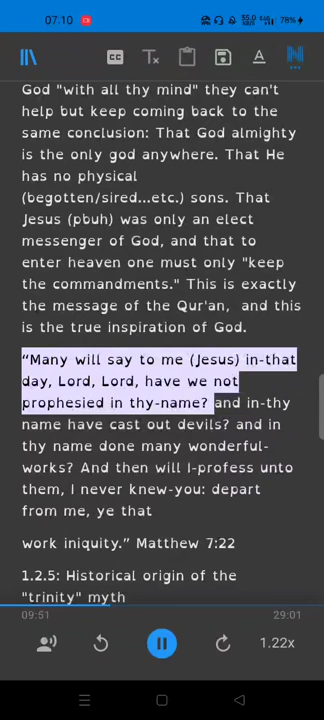 07.10
55.0
KB/S
78%
CC
T
A
N
God "with all thy mind" they can't
help but keep coming back to the
same conclusion: That God almighty
is the only god anywhere. That He
has no physical
(begotten/sired...etc.) sons. That
Jesus (pbuh) was only an elect
messenger of God, and that to
enter heaven one must only "keep
the commandments." This is exactly
the message of the Qur'an,  and this
is the true inspiration of God.
“Many will say to me (Jesus) in-that
day, Lord, Lord, have we not
prophesied in thy-name? and in-thy
name have cast out devils? and in
thy name done many wonderful-
works? And then will I-profess unto
them, I never knew-you: depart
from me, ye that
work iniquity.” Matthew 7:22
1.2.5: Historical origin of the
"trinity" myth
09:51
29:01
1.22x